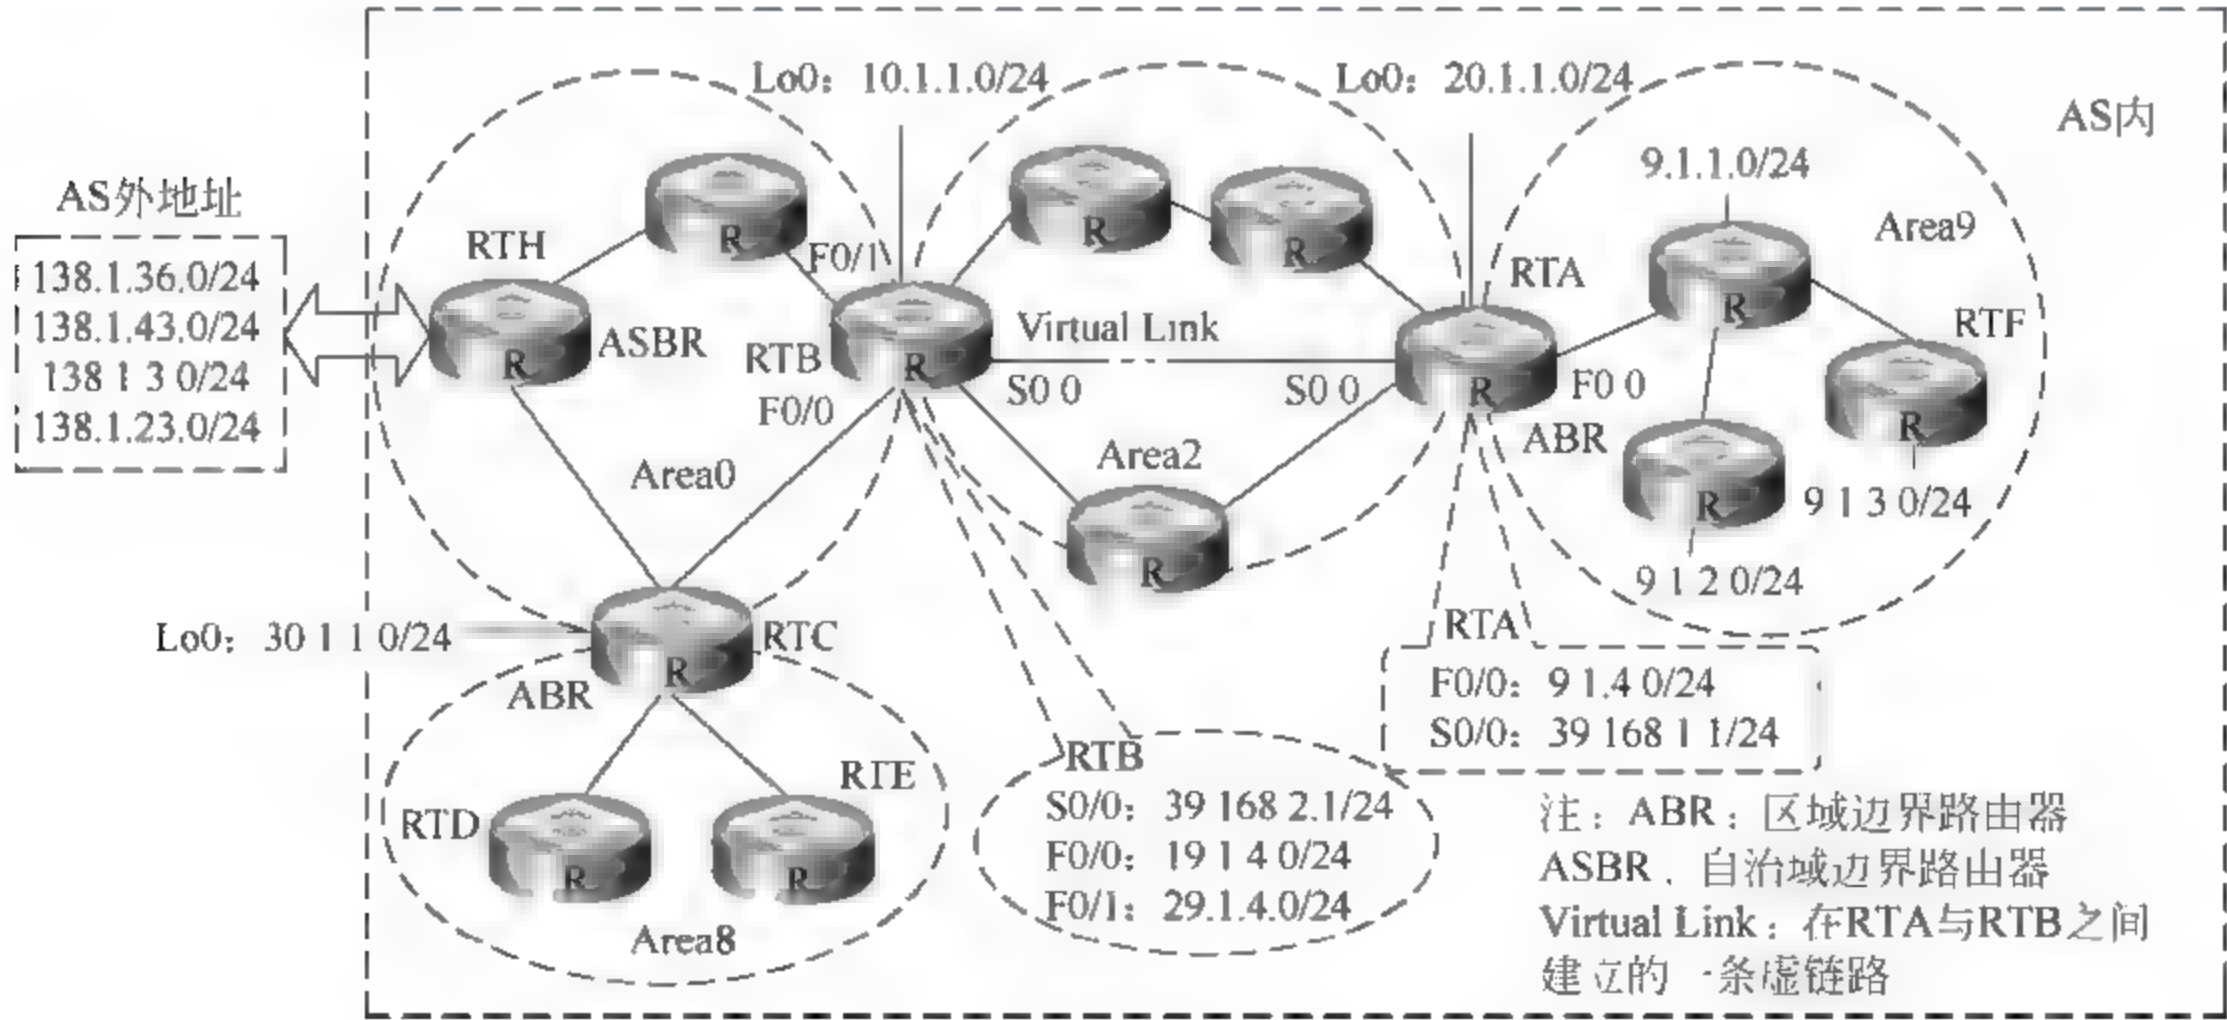 Lo0：10.1.1.0/24
Lo0：20.1.1.0/24
AS内
9.1.1.0/24
AS外地址
Area9
RTH
F0/1
R
R
R
R
138.1.36.0/24
138.1.43.0/24
138 1 3 0/24
138.1.23.0/24
RTA
RTF
ASBR
R
RTB
R
Virtual Link
R
F0/0
S0 0
S0 0
F0 0
ABR
R
R
Area0
Area2
R
9 1 3 0/24
9 1 2 0/24
Lo0：30 1 1 0/24
RTC
R
ABR
RTA
F0/0：9 1.4 0/24
S0/0：39 168 1 1/24
RTB
S0/0：39 168 2.1/24
F0/0：19 1 4 0/24
F0/1：29.1.4.0/24
RTD
RTE
R
R
Area8
注：ABR：区域边界路由器
ASBR．自治域边界路由器
Virtual Link：在RTA与RTB之间
建立的一条虚链路